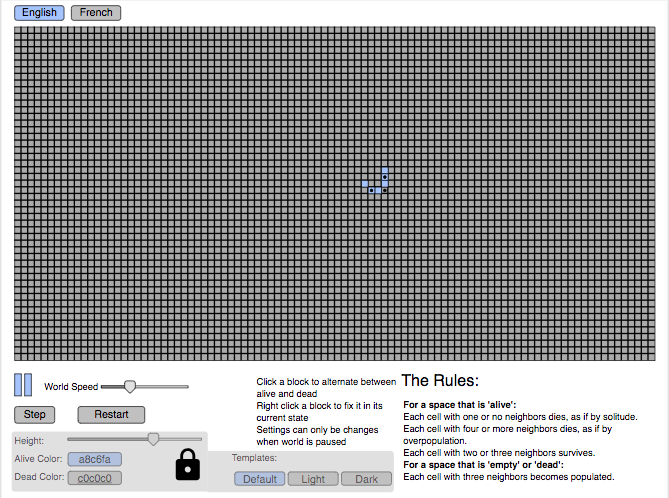 English French
World Speed
Step Restart
Height:
Alive Color: a8c6fa
Dead Color: c0c0c0
Click a block to alternate between
alive and dead
Right click a block to fix it in its
current state
Settings can only be changes
when world is paused
Templates:
Default Light Dark
The Rules:
For a space that is 'alive':
Each cell with one or no neighbors dies, as if by solitude.
Each cell with four or more neighbors dies, as if by
overpopulation.
Each cell with two or three neighbors survives.
For a space that is 'empty' or 'dead':
Each cell with three neighbors becomes populated.